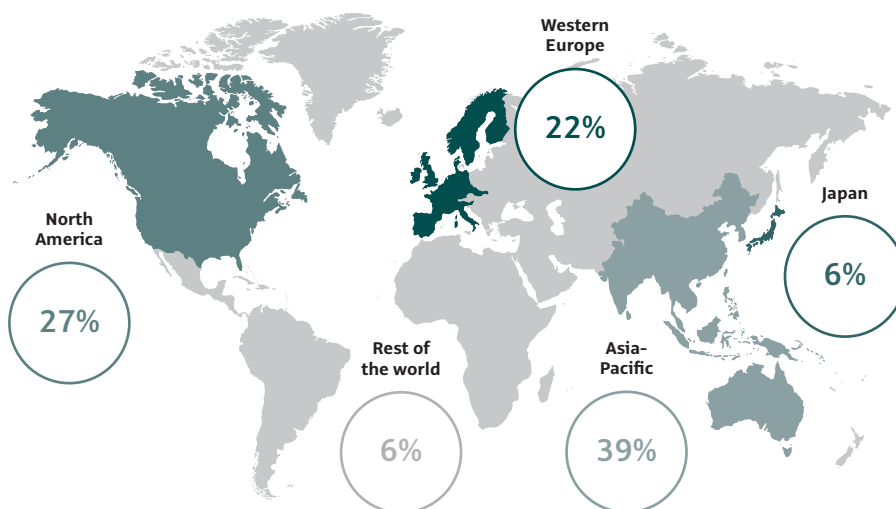 Western
Europe
22%
North
America
27%
Japan
6%
Rest of
the world
6%
Asia-
Pacific
39%